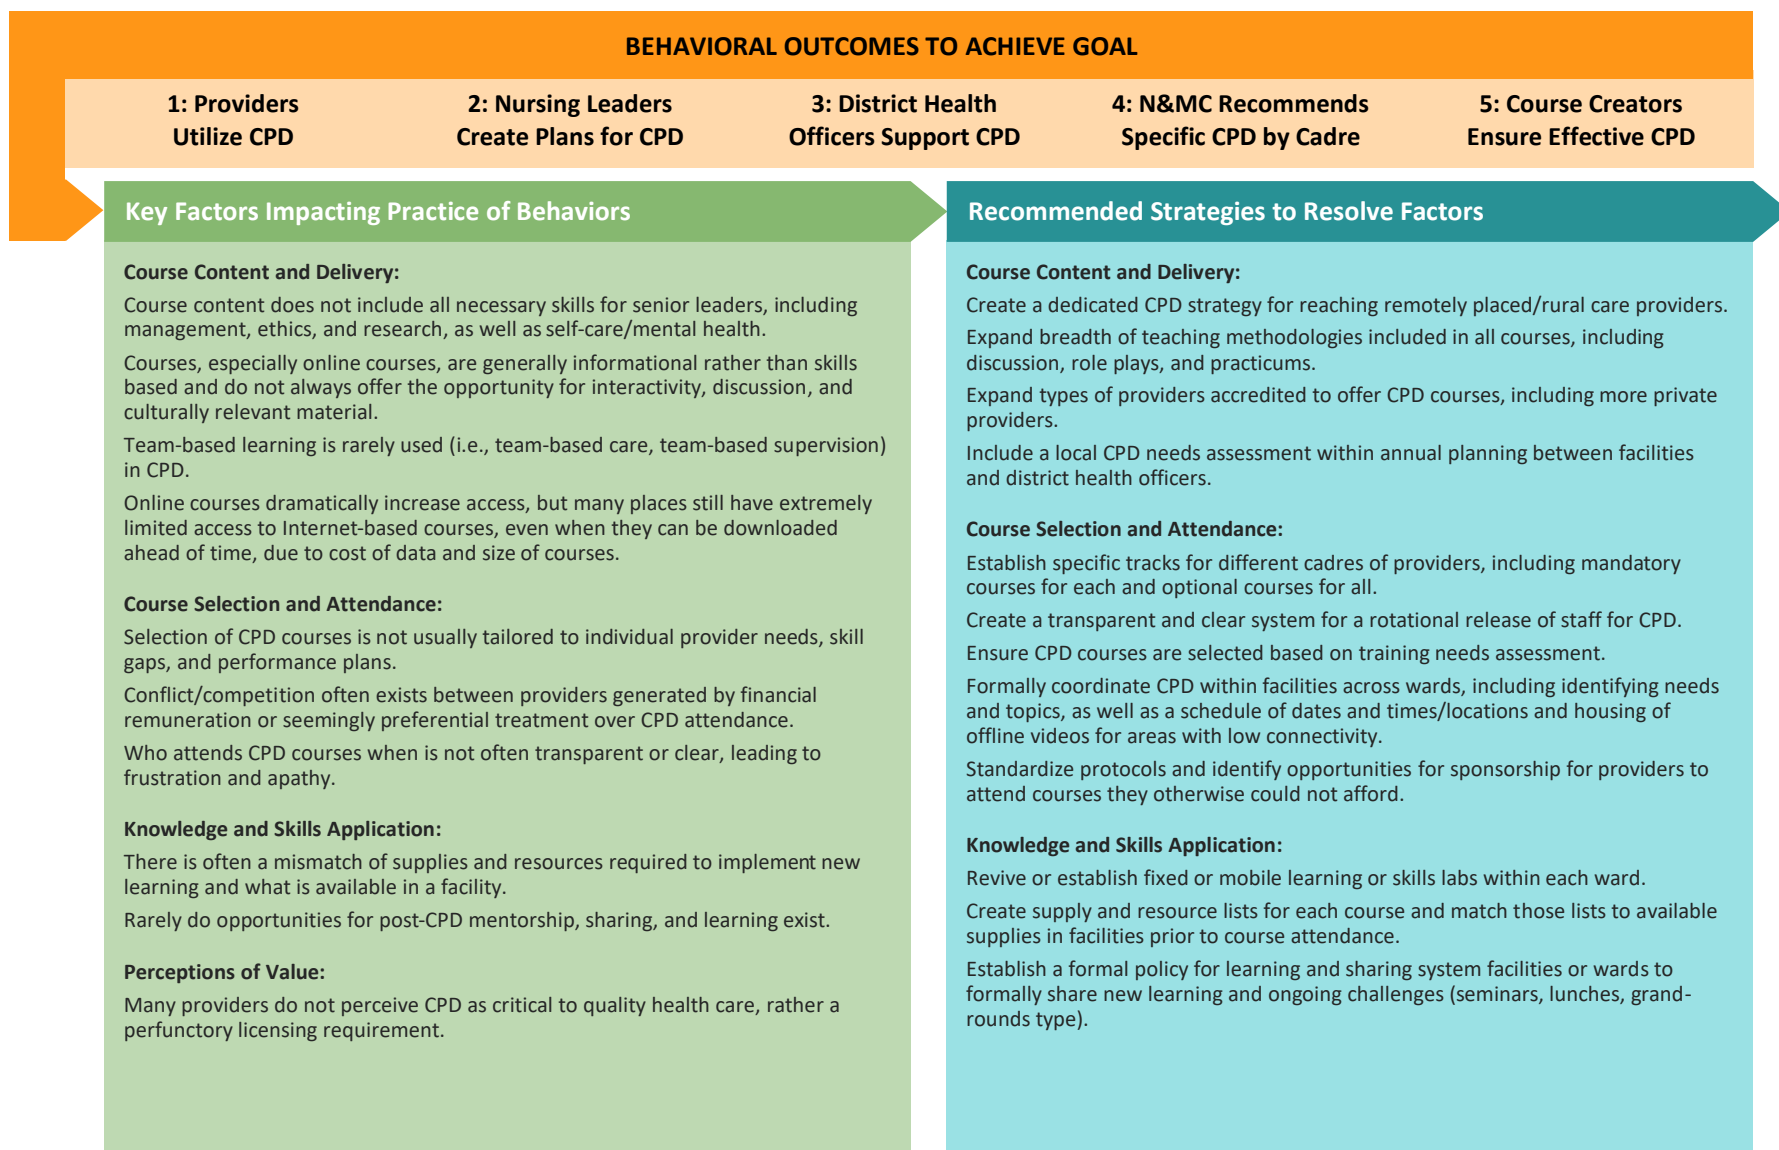 BEHAVIORAL OUTCOMES TO ACHIEVE GOAL
1: Providers
Utilize CPD
2: Nursing Leaders
Create Plans for CPD
3: District Health
Officers Support CPD
4: N&MC Recommends
Specific CPD by Cadre
5: Course Creators
Ensure Effective CPD
Key Factors Impacting Practice of Behaviors
Course Content and Delivery:
Course content does not include all necessary skills for senior leaders, including
management, ethics, and research, as well as self-care/mental health.
Courses, especially online courses, are generally informational rather than skills
based and do not always offer the opportunity for interactivity, discussion, and
culturally relevant material.
Team-based learning is rarely used (i.e., team-based care, team-based supervision)
in CPD.
Online courses dramatically increase access, but many places still have extremely
limited access to Internet-based courses, even when they can be downloaded
ahead of time, due to cost of data and size of courses.
Course Selection and Attendance:
Selection of CPD courses is not usually tailored to individual provider needs, skill
gaps, and performance plans.
Conflict/competition often exists between providers generated by financial
remuneration or seemingly preferential treatment over CPD attendance.
Who attends CPD courses when is not often transparent or clear, leading to
frustration and apathy.
Knowledge and Skills Application:
There is often a mismatch of supplies and resources required to implement new
learning and what is available in a facility.
Rarely do opportunities for post-CPD mentorship, sharing, and learning exist.
Perceptions of Value:
Many providers do not perceive CPD as critical to quality health care, rather a
perfunctory licensing requirement.
Recommended Strategies to Resolve Factors
Course Content and Delivery:
Create a dedicated CPD strategy for reaching remotely placed/rural care providers.
Expand breadth of teaching methodologies included in all courses, including
discussion, role plays, and practicums.
Expand types of providers accredited to offer CPD courses, including more private
providers.
Include a local CPD needs assessment within annual planning between facilities
and district health officers.
Course Selection and Attendance:
Establish specific tracks for different cadres of providers, including mandatory
courses for each and optional courses for all.
Create a transparent and clear system for a rotational release of staff for CPD.
Ensure CPD courses are selected based on training needs assessment.
Formally coordinate CPD within facilities across wards, including identifying needs
and topics, as well as a schedule of dates and times/locations and housing of
offline videos for areas with low connectivity.
Standardize protocols and identify opportunities for sponsorship for providers to
attend courses they otherwise could not afford.
Knowledge and Skills Application:
Revive or establish fixed or mobile learning or skills labs within each ward.
Create supply and resource lists for each course and match those lists to available
supplies in facilities prior to course attendance.
Establish a formal policy for learning and sharing system facilities or wards to
formally share new learning and ongoing challenges (seminars, lunches, grand-
rounds type).